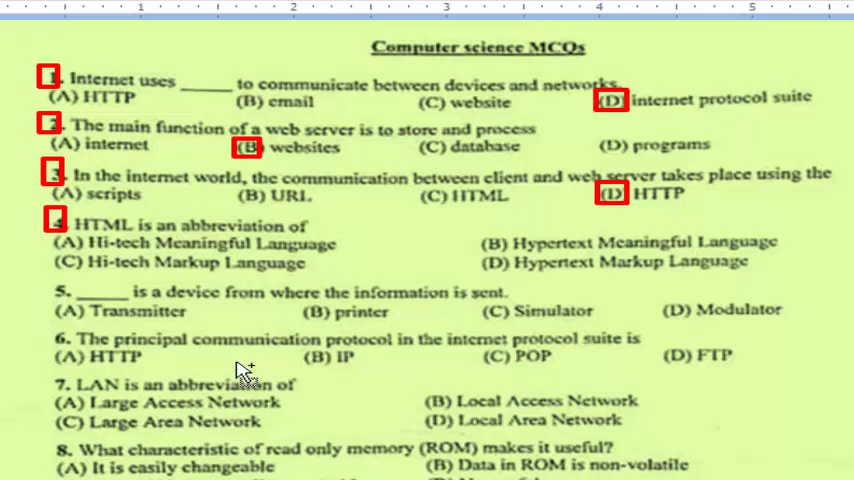 1 2 3 4 5
Computer science MCQs
1. Internet uses _____ to communicate between devices and networks.
(A) HTTP (B) email (C) website (D) internet protocol suite
2. The main function of a web server is to store and process
(A) internet (B) websites (C) database (D) programs
3. In the internet world, the communication between client and web server takes place using the
(A) scripts (B) URL (C) HTML (D) HTTP
4. HTML is an abbreviation of
(A) Hi-tech Meaningful Language (B) Hypertext Meaningful Language
(C) Hi-tech Markup Language (D) Hypertext Markup Language
5. _____ is a device from where the information is sent.
(A) Transmitter (B) printer (C) Simulator (D) Modulator
6. The principal communication protocol in the internet protocol suite is
(A) HTTP (B) IP (C) POP (D) FTP
7. LAN is an abbreviation of
(A) Large Access Network (B) Local Access Network
(C) Large Area Network (D) Local Area Network
8. What characteristic of read only memory (ROM) makes it useful?
(A) It is easily changeable (B) Data in ROM is non-volatile